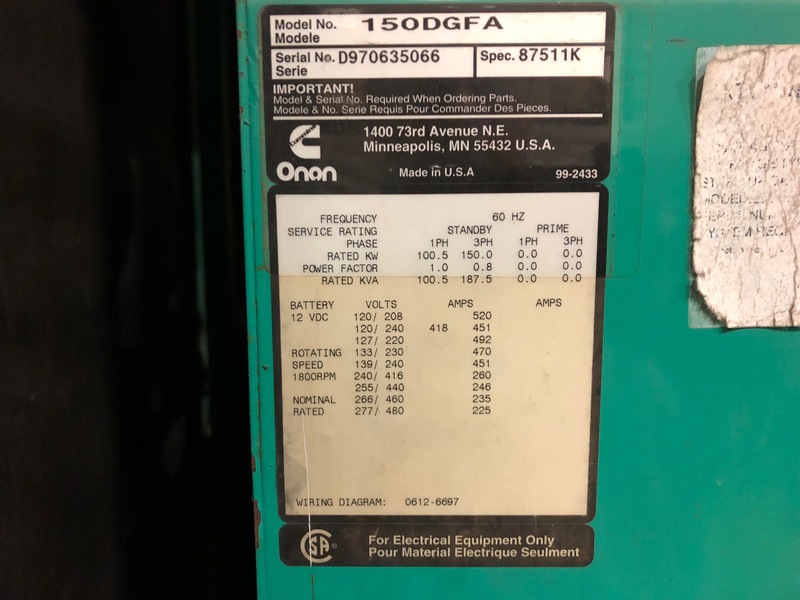 Model No. 150DGFA
Modele
Serial No. D970635066 Spec. 87511K
Serie
IMPORTANT!
Model & Serial No. Required When Ordering Parts.
Modele & No. Serie Requis Pour Commander Des Pieces.
Cummins
Onan
1400 73rd Avenue N.E.
Minneapolis, MN 55432 U.S.A.
Made in U.S.A 99-2433
FREQUENCY 60 HZ
SERVICE RATING STANDBY PRIME
PHASE 1PH 3PH 1PH 3PH
RATED KW 100.5 150.0 0.0 0.0
POWER FACTOR 1.0 0.8 0.0 0.0
RATED KVA 100.5 187.5 0.0 0.0
BATTERY VOLTS AMPS AMPS
12 VDC 120/ 208 520
120/ 240 418 451
127/ 220 492
ROTATING 133/ 230 470
SPEED 139/ 240 451
1800RPM 240/ 416 260
255/ 440 246
NOMINAL 266/ 460 235
RATED 277/ 480 225
WIRING DIAGRAM: 0612-6697
SA ®
For Electrical Equipment Only
Pour Material Electrique Seulment